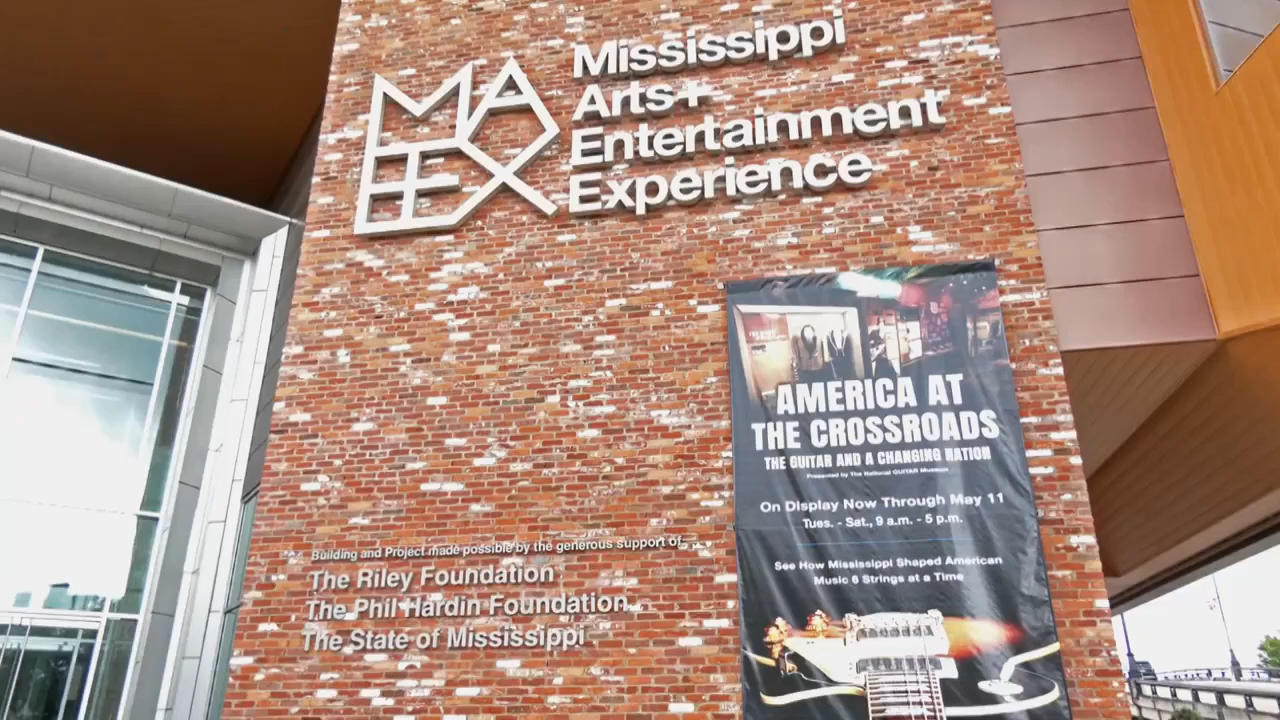 MA
EX
Mississippi
Arts+
Entertainment
Experience
AMERICA AT
THE CROSSROADS
THE GUITAR AND A CHANGING NATION
Presented by The National GUITAR Museum
On Display Now Through May 11
Tues. - Sat., 9 a.m. - 5 p.m.
See How Mississippi Shaped American
Music 6 Strings at a Time
Building and Project made possible by the generous support of
The Riley Foundation
The Phil Hardin Foundation
The State of Mississippi